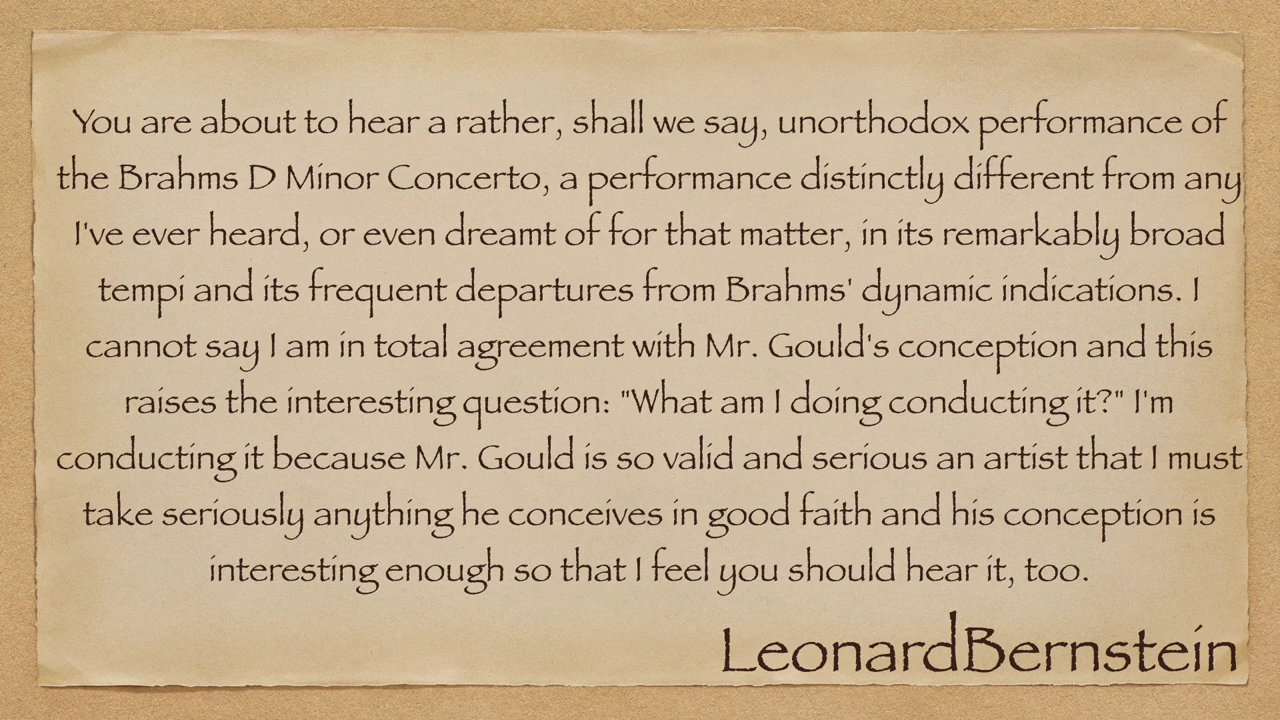 You are about to hear a rather, shall we say, unorthodox performance of
the Brahms D Minor Concerto, a performance distinctly different from any
I've ever heard, or even dreamt of for that matter, in its remarkably broad
tempi and its frequent departures from Brahms' dynamic indications. I
cannot say I am in total agreement with Mr. Gould's conception and this
raises the interesting question: "What am I doing conducting it?" I'm
conducting it because Mr. Gould is so valid and serious an artist that I must
take seriously anything he conceives in good faith and his conception is
interesting enough so that I feel you should hear it, too.
LeonardBernstein